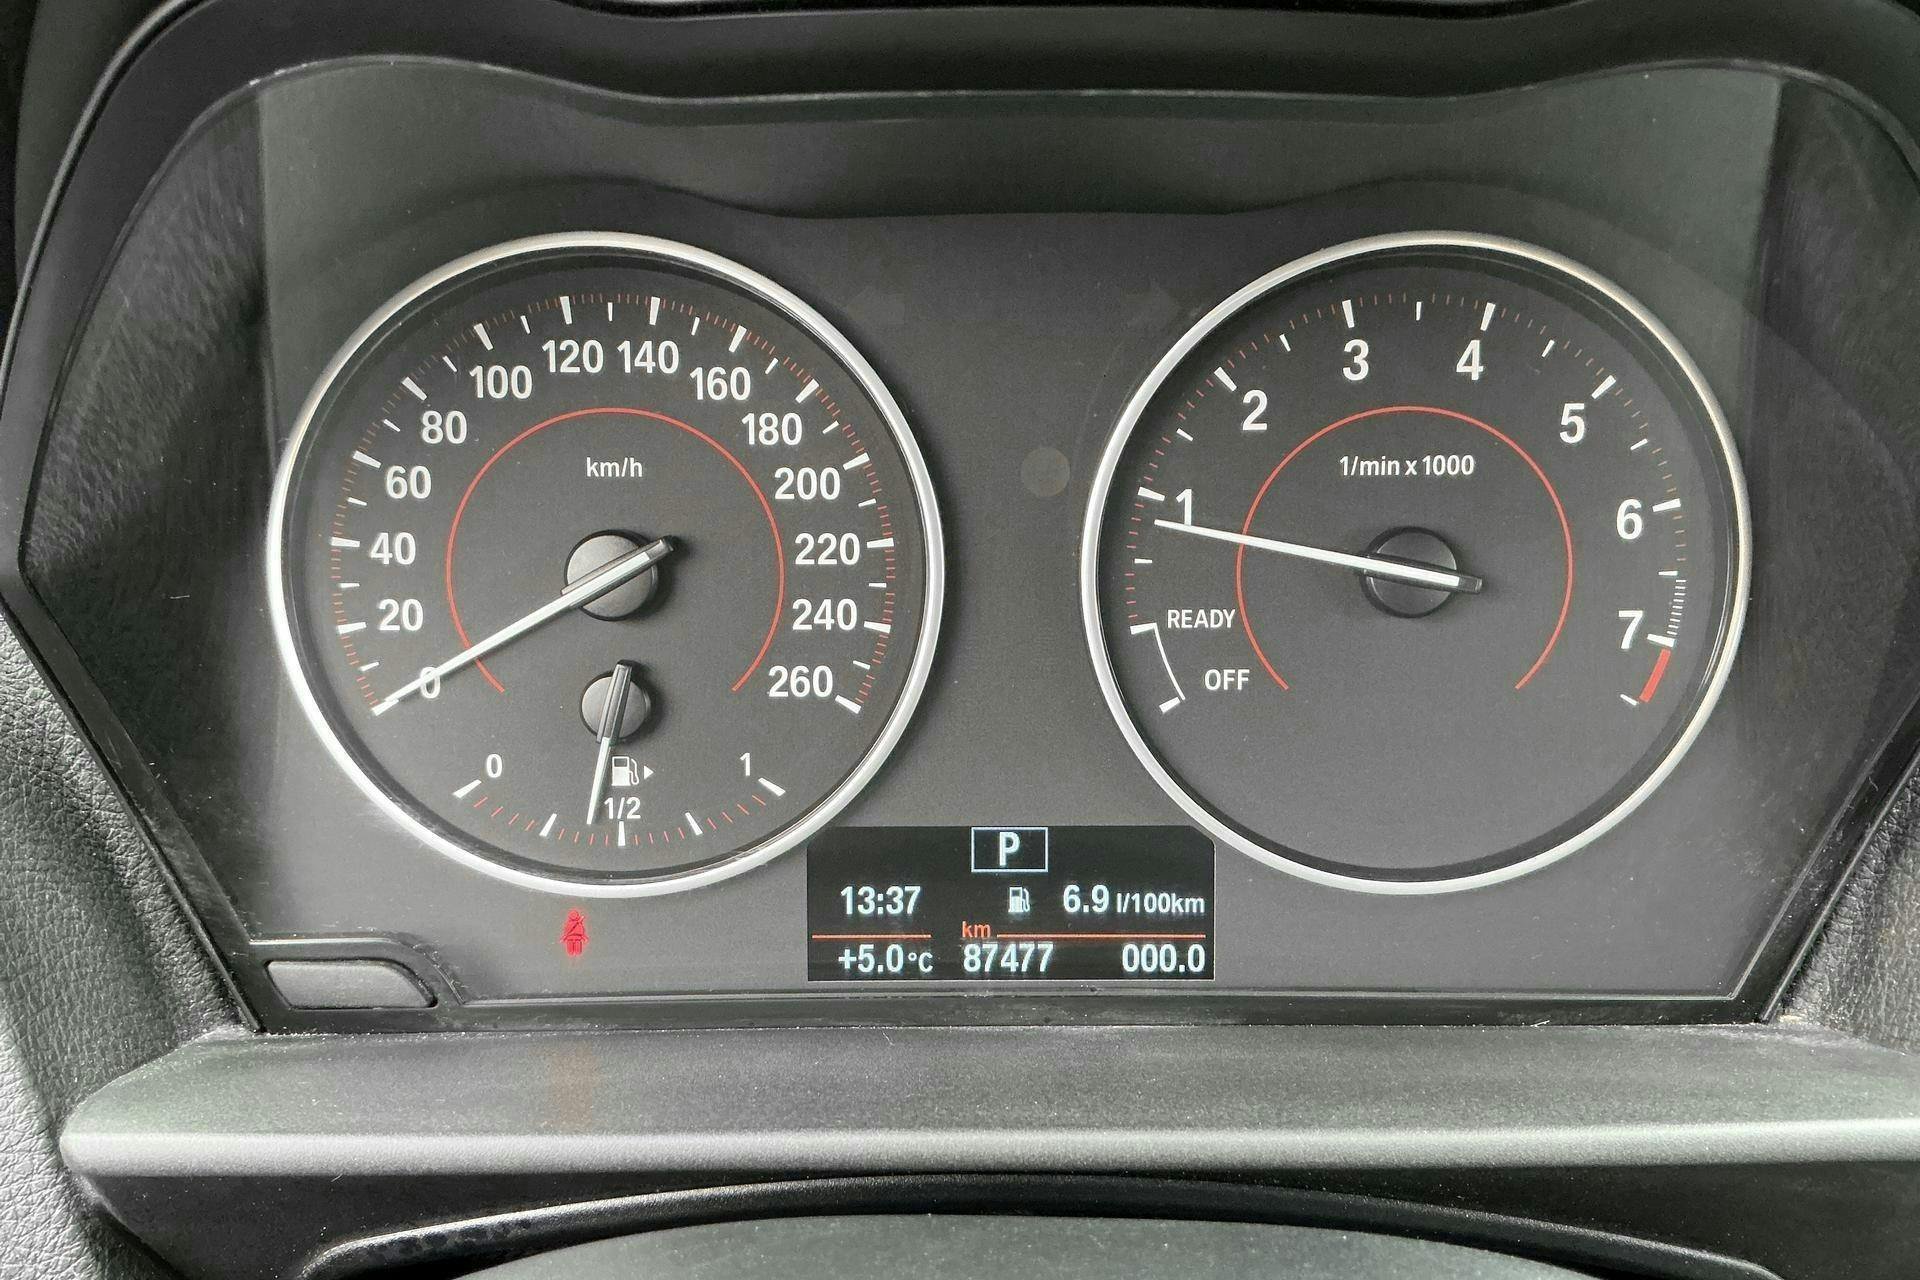 120 140
100 160
80 180
60 200
40 220
20 240
0 260
km/h
0 1
1/2
3 4
2 5
1 6
7
1/min x 1000
READY
OFF
P
13:37 6.9 l/100km
km
+5.0 °C 87477 000.0